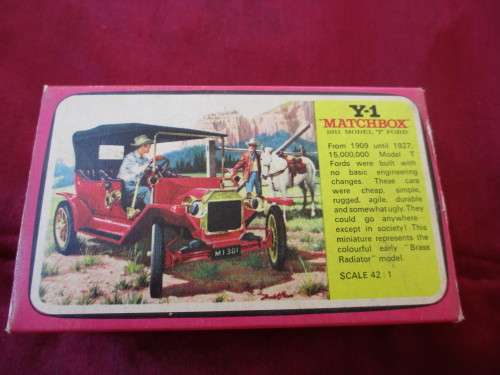 Y-1
"MATCHBOX"
1911 MODEL 'T' FORD
From 1909 until 1927,
15,000,000 Model 'T'
Fords were built with
no basic engineering
changes. These cars
were cheap, simple,
rugged, agile, durable
and somewhat ugly. They
could go anywhere–
except in society! This
miniature represents the
colourful early "Brass
Radiator" model.
SCALE 42 : 1
M1301